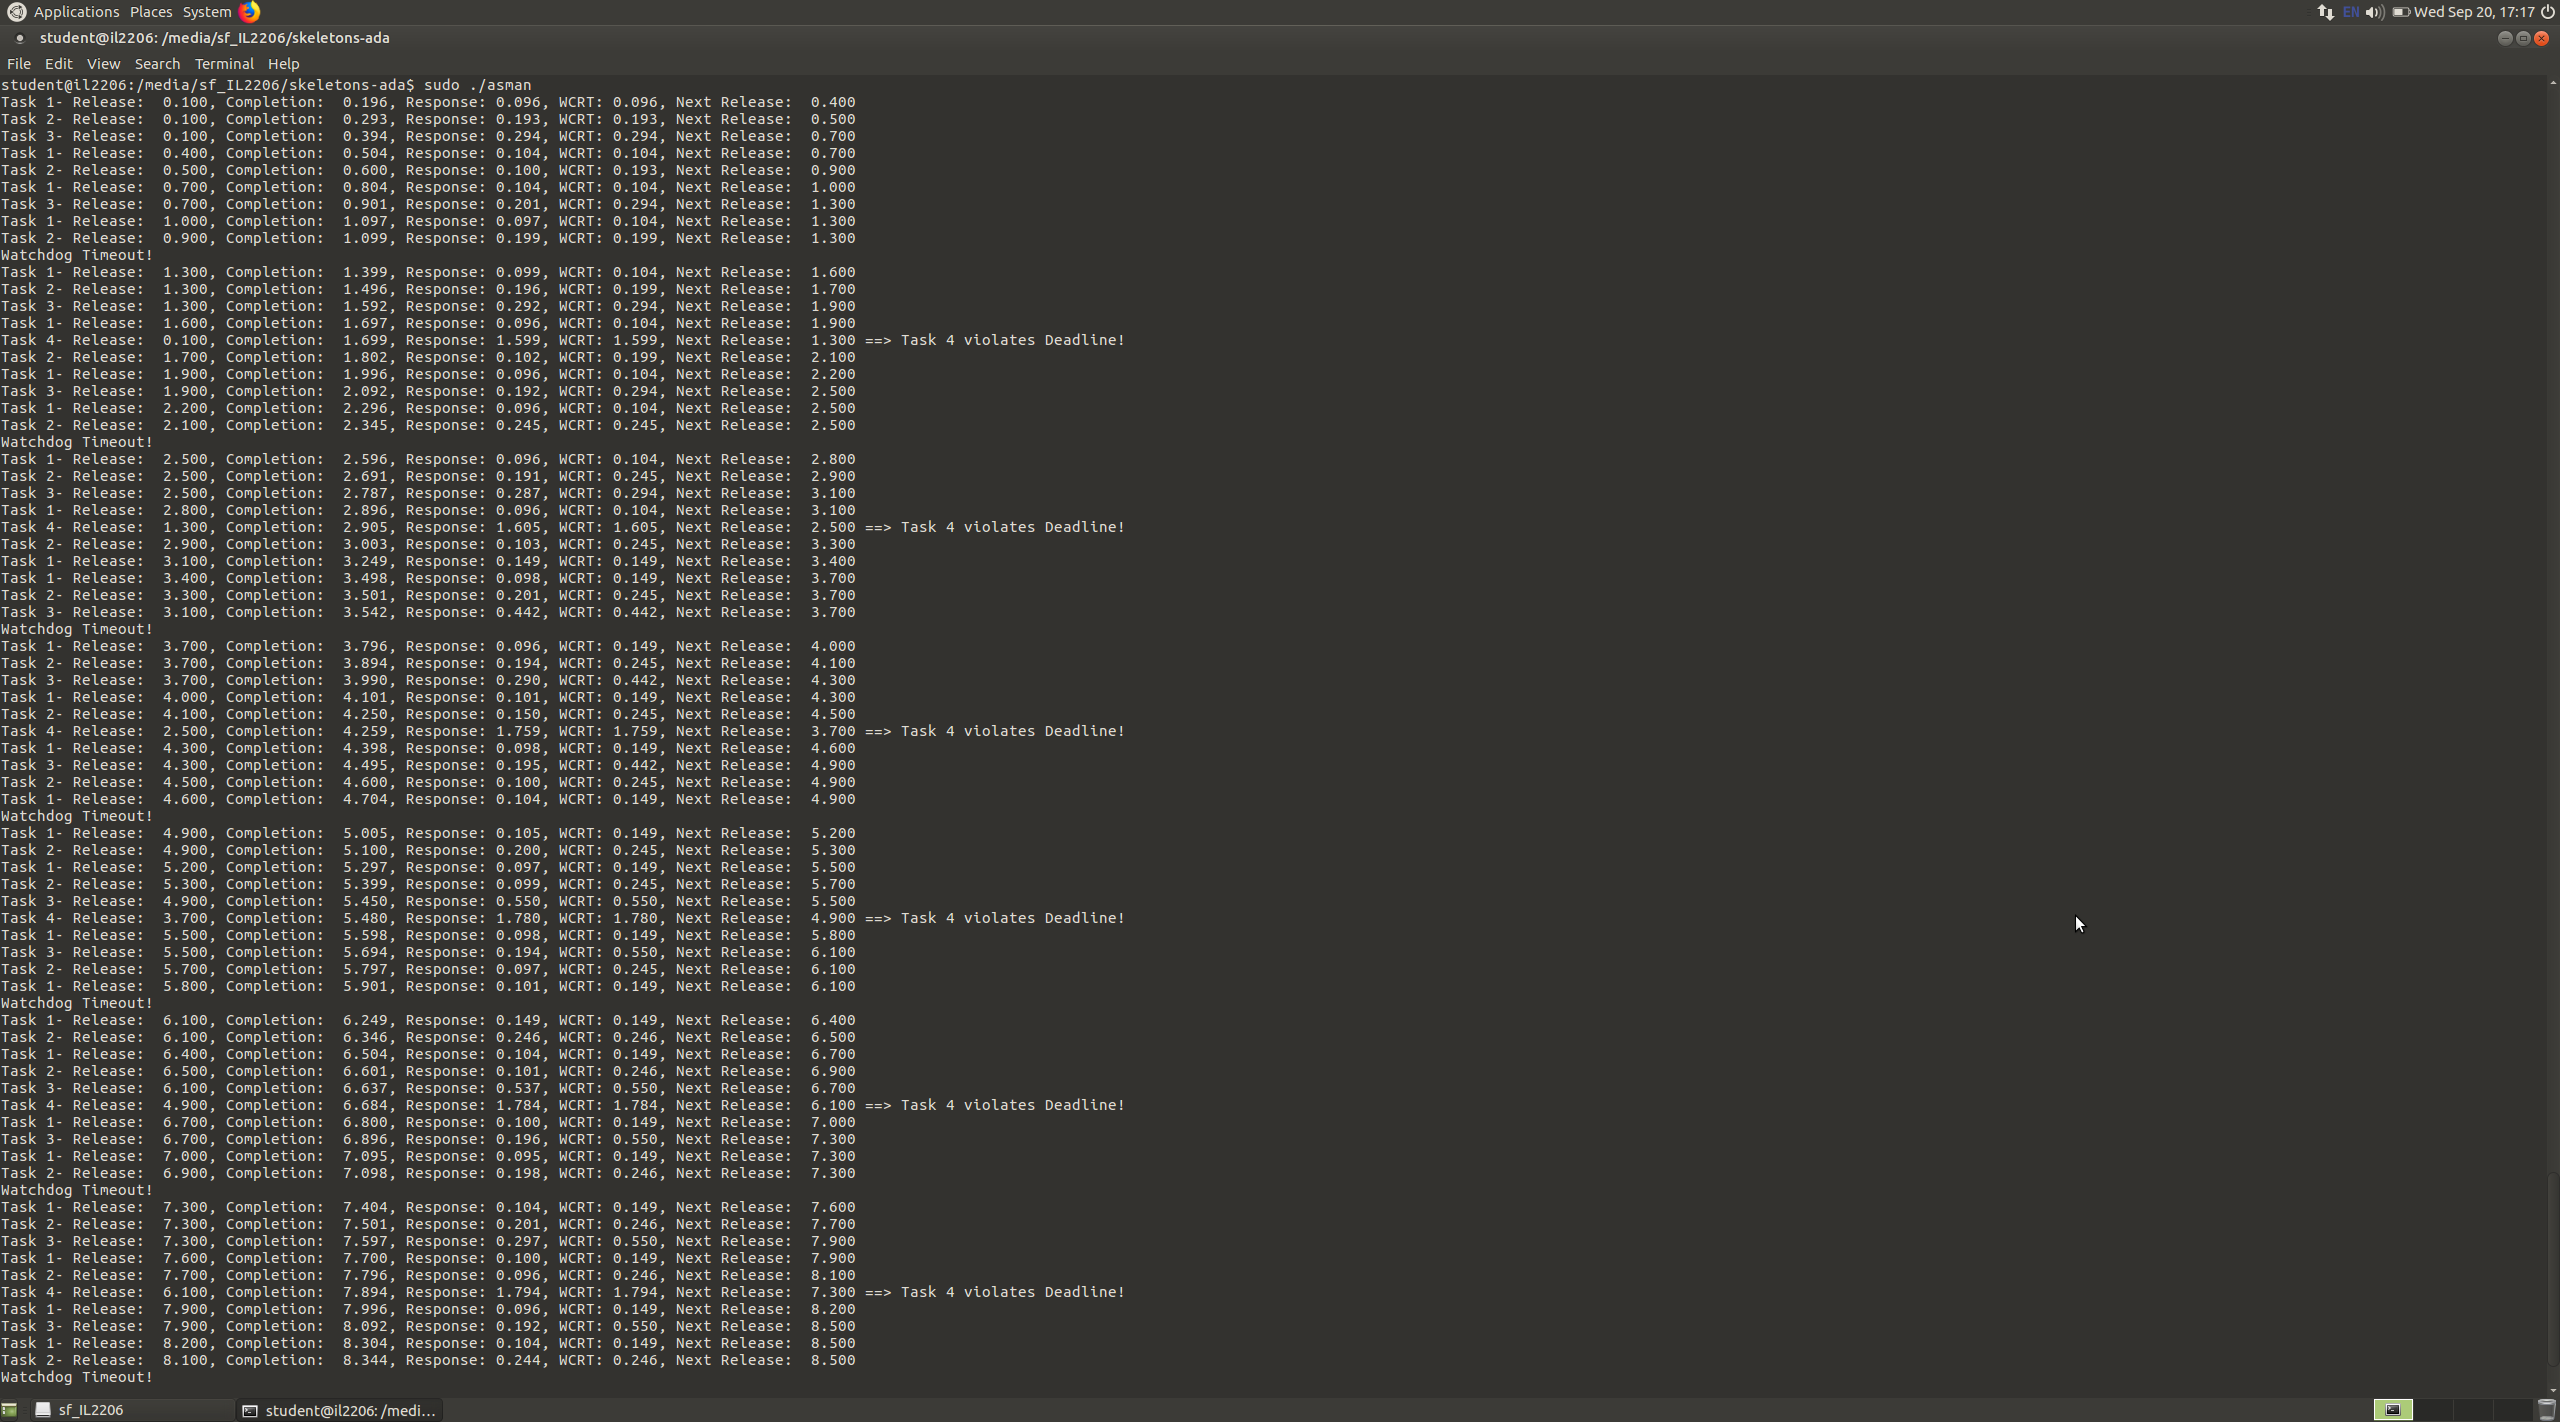 Applications Places System EN Wed Sep 20, 17:17
student@il2206: /media/sf_IL2206/skeletons-ada
File Edit View Search Terminal Help
student@il2206:/media/sf_IL2206/skeletons-ada$ sudo ./asman
Task 1- Release:  0.100, Completion:  0.196, Response: 0.096, WCRT: 0.096, Next Release:  0.400
Task 2- Release:  0.100, Completion:  0.293, Response: 0.193, WCRT: 0.193, Next Release:  0.500
Task 3- Release:  0.100, Completion:  0.394, Response: 0.294, WCRT: 0.294, Next Release:  0.700
Task 1- Release:  0.400, Completion:  0.504, Response: 0.104, WCRT: 0.104, Next Release:  0.700
Task 2- Release:  0.500, Completion:  0.600, Response: 0.100, WCRT: 0.193, Next Release:  0.900
Task 1- Release:  0.700, Completion:  0.804, Response: 0.104, WCRT: 0.104, Next Release:  1.000
Task 3- Release:  0.700, Completion:  0.901, Response: 0.201, WCRT: 0.294, Next Release:  1.300
Task 1- Release:  1.000, Completion:  1.097, Response: 0.097, WCRT: 0.104, Next Release:  1.300
Task 2- Release:  0.900, Completion:  1.099, Response: 0.199, WCRT: 0.199, Next Release:  1.300
Watchdog Timeout!
Task 1- Release:  1.300, Completion:  1.399, Response: 0.099, WCRT: 0.104, Next Release:  1.600
Task 2- Release:  1.300, Completion:  1.496, Response: 0.196, WCRT: 0.199, Next Release:  1.700
Task 3- Release:  1.300, Completion:  1.592, Response: 0.292, WCRT: 0.294, Next Release:  1.900
Task 1- Release:  1.600, Completion:  1.697, Response: 0.096, WCRT: 0.104, Next Release:  1.900
Task 4- Release:  0.100, Completion:  1.699, Response: 1.599, WCRT: 1.599, Next Release:  1.300 ==> Task 4 violates Deadline!
Task 2- Release:  1.700, Completion:  1.802, Response: 0.102, WCRT: 0.199, Next Release:  2.100
Task 1- Release:  1.900, Completion:  1.996, Response: 0.096, WCRT: 0.104, Next Release:  2.200
Task 3- Release:  1.900, Completion:  2.092, Response: 0.192, WCRT: 0.294, Next Release:  2.500
Task 1- Release:  2.200, Completion:  2.296, Response: 0.096, WCRT: 0.104, Next Release:  2.500
Task 2- Release:  2.100, Completion:  2.345, Response: 0.245, WCRT: 0.245, Next Release:  2.500
Watchdog Timeout!
Task 1- Release:  2.500, Completion:  2.596, Response: 0.096, WCRT: 0.104, Next Release:  2.800
Task 2- Release:  2.500, Completion:  2.691, Response: 0.191, WCRT: 0.245, Next Release:  2.900
Task 3- Release:  2.500, Completion:  2.787, Response: 0.287, WCRT: 0.294, Next Release:  3.100
Task 1- Release:  2.800, Completion:  2.896, Response: 0.096, WCRT: 0.104, Next Release:  3.100
Task 4- Release:  1.300, Completion:  2.905, Response: 1.605, WCRT: 1.605, Next Release:  2.500 ==> Task 4 violates Deadline!
Task 2- Release:  2.900, Completion:  3.003, Response: 0.103, WCRT: 0.245, Next Release:  3.300
Task 1- Release:  3.100, Completion:  3.249, Response: 0.149, WCRT: 0.149, Next Release:  3.400
Task 1- Release:  3.400, Completion:  3.498, Response: 0.098, WCRT: 0.149, Next Release:  3.700
Task 2- Release:  3.300, Completion:  3.501, Response: 0.201, WCRT: 0.245, Next Release:  3.700
Task 3- Release:  3.100, Completion:  3.542, Response: 0.442, WCRT: 0.442, Next Release:  3.700
Watchdog Timeout!
Task 1- Release:  3.700, Completion:  3.796, Response: 0.096, WCRT: 0.149, Next Release:  4.000
Task 2- Release:  3.700, Completion:  3.894, Response: 0.194, WCRT: 0.245, Next Release:  4.100
Task 3- Release:  3.700, Completion:  3.990, Response: 0.290, WCRT: 0.442, Next Release:  4.300
Task 1- Release:  4.000, Completion:  4.101, Response: 0.101, WCRT: 0.149, Next Release:  4.300
Task 2- Release:  4.100, Completion:  4.250, Response: 0.150, WCRT: 0.245, Next Release:  4.500
Task 4- Release:  2.500, Completion:  4.259, Response: 1.759, WCRT: 1.759, Next Release:  3.700 ==> Task 4 violates Deadline!
Task 1- Release:  4.300, Completion:  4.398, Response: 0.098, WCRT: 0.149, Next Release:  4.600
Task 3- Release:  4.300, Completion:  4.495, Response: 0.195, WCRT: 0.442, Next Release:  4.900
Task 2- Release:  4.500, Completion:  4.600, Response: 0.100, WCRT: 0.245, Next Release:  4.900
Task 1- Release:  4.600, Completion:  4.704, Response: 0.104, WCRT: 0.149, Next Release:  4.900
Watchdog Timeout!
Task 1- Release:  4.900, Completion:  5.005, Response: 0.105, WCRT: 0.149, Next Release:  5.200
Task 2- Release:  4.900, Completion:  5.100, Response: 0.200, WCRT: 0.245, Next Release:  5.300
Task 1- Release:  5.200, Completion:  5.297, Response: 0.097, WCRT: 0.149, Next Release:  5.500
Task 2- Release:  5.300, Completion:  5.399, Response: 0.099, WCRT: 0.245, Next Release:  5.700
Task 3- Release:  4.900, Completion:  5.450, Response: 0.550, WCRT: 0.550, Next Release:  5.500
Task 4- Release:  3.700, Completion:  5.480, Response: 1.780, WCRT: 1.780, Next Release:  4.900 ==> Task 4 violates Deadline!
Task 1- Release:  5.500, Completion:  5.598, Response: 0.098, WCRT: 0.149, Next Release:  5.800
Task 3- Release:  5.500, Completion:  5.694, Response: 0.194, WCRT: 0.550, Next Release:  6.100
Task 2- Release:  5.700, Completion:  5.797, Response: 0.097, WCRT: 0.245, Next Release:  6.100
Task 1- Release:  5.800, Completion:  5.901, Response: 0.101, WCRT: 0.149, Next Release:  6.100
Watchdog Timeout!
Task 1- Release:  6.100, Completion:  6.249, Response: 0.149, WCRT: 0.149, Next Release:  6.400
Task 2- Release:  6.100, Completion:  6.346, Response: 0.246, WCRT: 0.246, Next Release:  6.500
Task 1- Release:  6.400, Completion:  6.504, Response: 0.104, WCRT: 0.149, Next Release:  6.700
Task 2- Release:  6.500, Completion:  6.601, Response: 0.101, WCRT: 0.246, Next Release:  6.900
Task 3- Release:  6.100, Completion:  6.637, Response: 0.537, WCRT: 0.550, Next Release:  6.700
Task 4- Release:  4.900, Completion:  6.684, Response: 1.784, WCRT: 1.784, Next Release:  6.100 ==> Task 4 violates Deadline!
Task 1- Release:  6.700, Completion:  6.800, Response: 0.100, WCRT: 0.149, Next Release:  7.000
Task 3- Release:  6.700, Completion:  6.896, Response: 0.196, WCRT: 0.550, Next Release:  7.300
Task 1- Release:  7.000, Completion:  7.095, Response: 0.095, WCRT: 0.149, Next Release:  7.300
Task 2- Release:  6.900, Completion:  7.098, Response: 0.198, WCRT: 0.246, Next Release:  7.300
Watchdog Timeout!
Task 1- Release:  7.300, Completion:  7.404, Response: 0.104, WCRT: 0.149, Next Release:  7.600
Task 2- Release:  7.300, Completion:  7.501, Response: 0.201, WCRT: 0.246, Next Release:  7.700
Task 3- Release:  7.300, Completion:  7.597, Response: 0.297, WCRT: 0.550, Next Release:  7.900
Task 1- Release:  7.600, Completion:  7.700, Response: 0.100, WCRT: 0.149, Next Release:  7.900
Task 2- Release:  7.700, Completion:  7.796, Response: 0.096, WCRT: 0.246, Next Release:  8.100
Task 4- Release:  6.100, Completion:  7.894, Response: 1.794, WCRT: 1.794, Next Release:  7.300 ==> Task 4 violates Deadline!
Task 1- Release:  7.900, Completion:  7.996, Response: 0.096, WCRT: 0.149, Next Release:  8.200
Task 3- Release:  7.900, Completion:  8.092, Response: 0.192, WCRT: 0.550, Next Release:  8.500
Task 1- Release:  8.200, Completion:  8.304, Response: 0.104, WCRT: 0.149, Next Release:  8.500
Task 2- Release:  8.100, Completion:  8.344, Response: 0.244, WCRT: 0.246, Next Release:  8.500
Watchdog Timeout!
sf_IL2206 student@il2206: /medi...